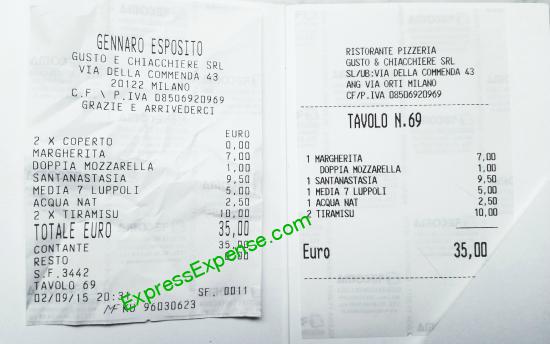 GENNARO ESPOSITO
GUSTO E CHIACCHIERE SRL
VIA DELLA COMMENDA 43
20122 MILANO
C.F \ P.IVA 08506920969
GRAZIE E ARRIVEDERCI
EURO
2 X COPERTO 0,00
MARGHERITA 7,00
DOPPIA MOZZARELLA 1,00
SANTANASTASIA 9,50
MEDIA 7 LUPPOLI 5,00
ACQUA NAT 2,50
2 X TIRAMISU 10,00
TOTALE EURO 35,00
CONTANTE 35,
RESTO
S.F.3442
TAVOLO 69
02/09/15 20:31 SF. 0011
MF 96030623
ExpressExpense.com
RISTORANTE PIZZERIA
GUSTO & CHIACCHIERE SRL
SL/UB:VIA DELLA COMMENDA 43
ANG VIA ORTI MILANO
CF/P.IVA 08506920969
TAVOLO N.69
1 MARGHERITA 7,00
DOPPIA MOZZARELLA 1,00
1 SANTANASTASIA 9,50
1 MEDIA 7 LUPPOLI 5,00
1 ACQUA NAT 2,50
2 TIRAMISU 10,00
Euro 35,00